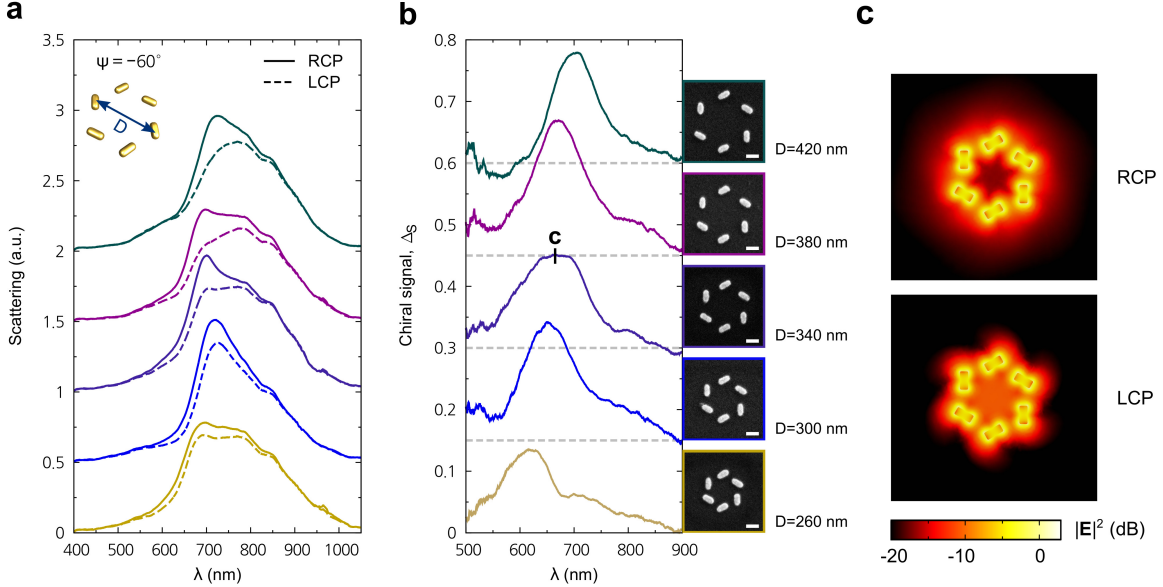 a
b
c
3.5
3
2.5
2
1.5
1
0.5
0
400
500
600
700
800
900
1000
Scattering (a.u.)
λ (nm)
ψ = −60°
D
RCP
LCP
0.8
0.7
0.6
0.5
0.4
0.3
0.2
0.1
0
500
600
700
800
900
Chiral signal, ΔS
λ (nm)
c
D=420 nm
D=380 nm
D=340 nm
D=300 nm
D=260 nm
RCP
LCP
-20
-10
0
|E|² (dB)